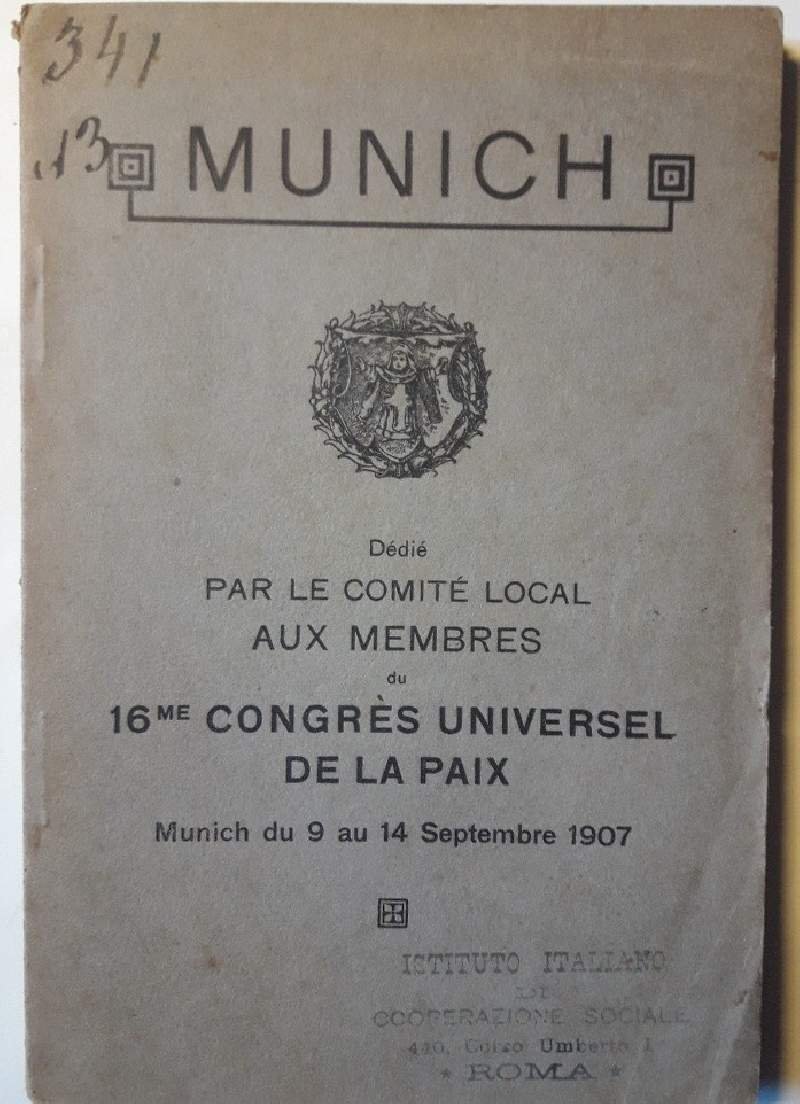 341
13
MUNICH
Dédié
PAR LE COMITÉ LOCAL
AUX MEMBRES
du
16ME CONGRÈS UNIVERSEL
DE LA PAIX
Munich du 9 au 14 Septembre 1907
ISTITUTO ITALIANO
DI
COOPERAZIONE SOCIALE
440, Corso Umberto I
* ROMA *